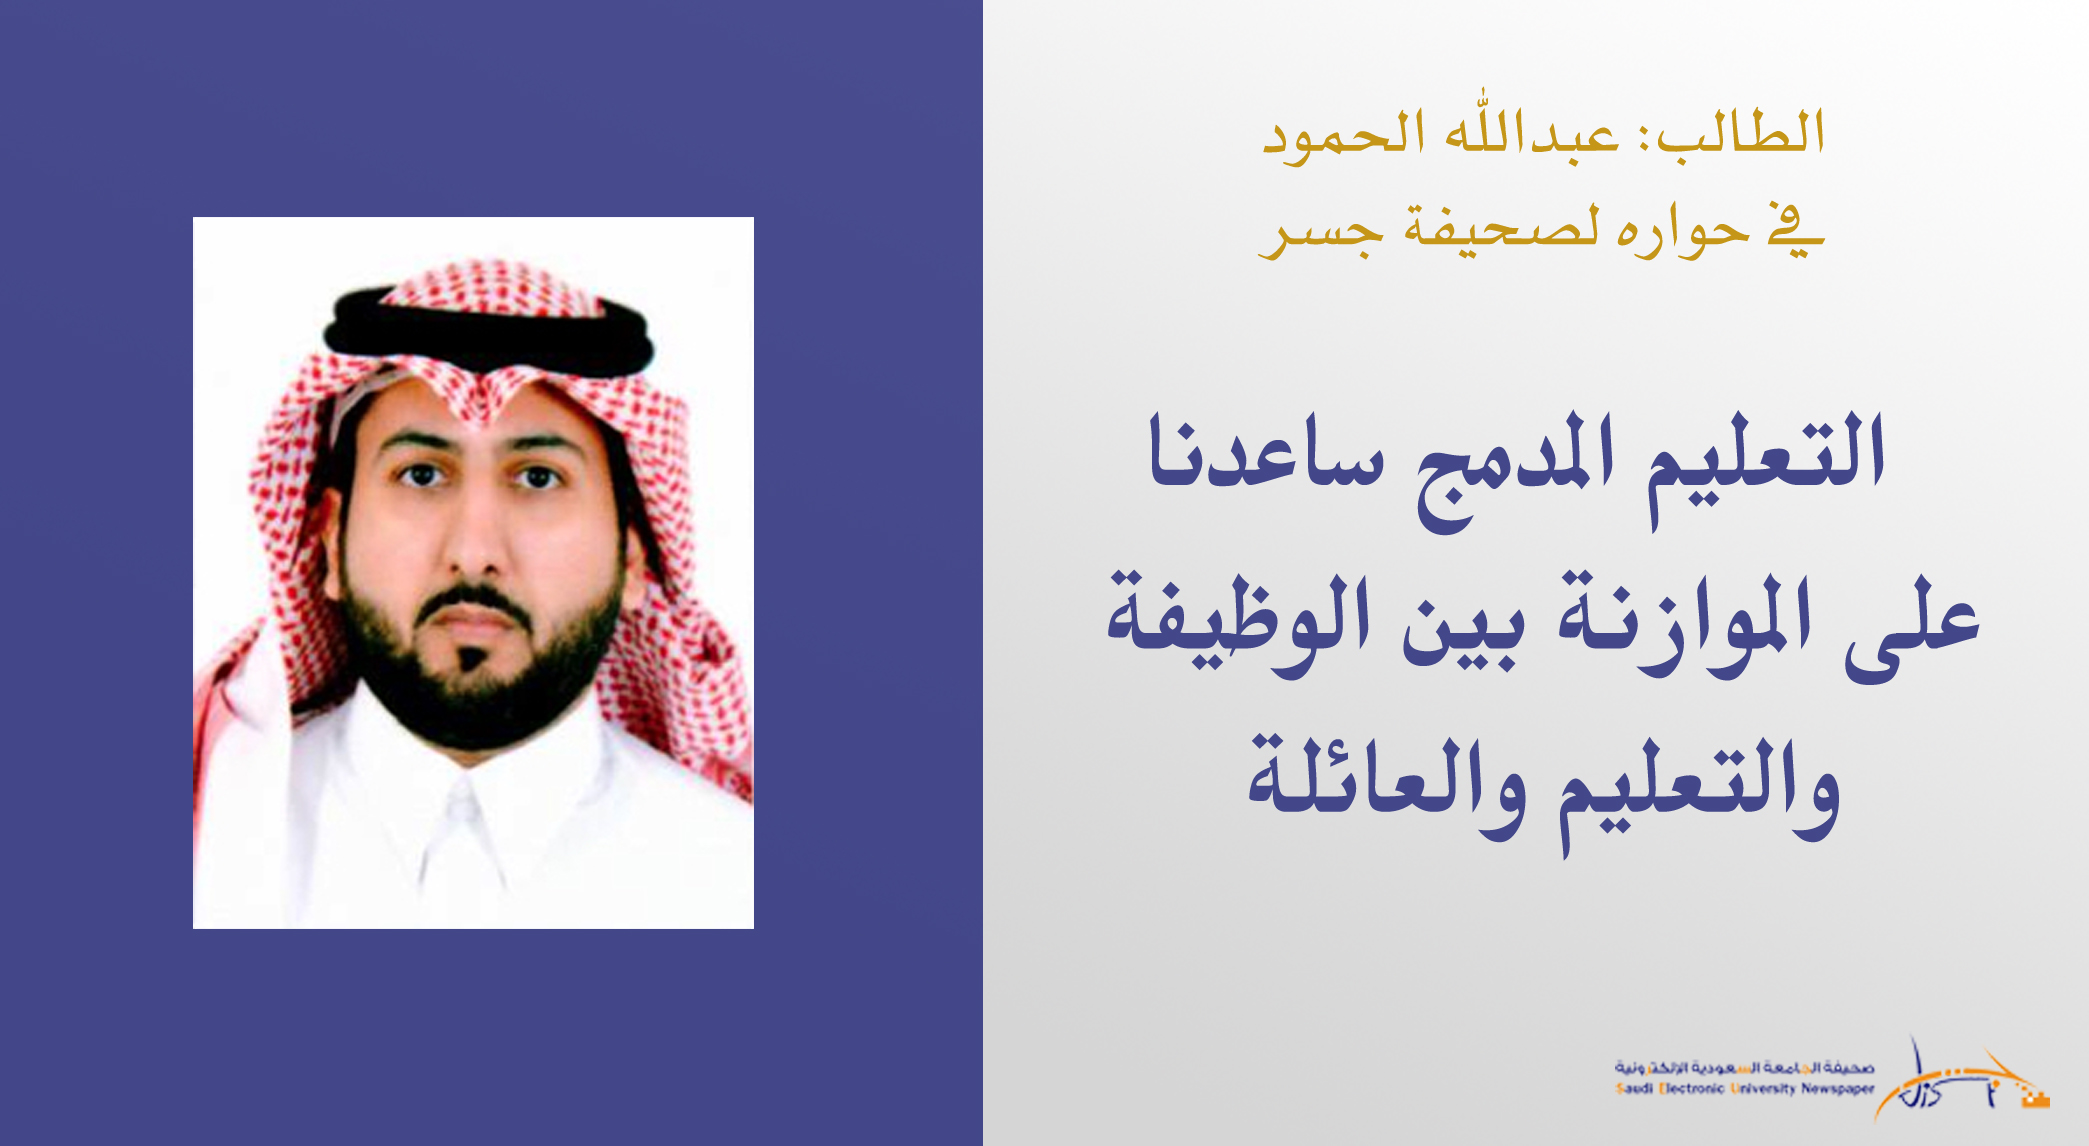 الطالب: عبدالله الحمود
في حواره لصحيفة جسر
التعليم المدمج ساعدنا
على الموازنة بين الوظيفة
والتعليم والعائلة
صحيفة الجامعة السعودية الإلكترونية
Saudi Electronic University Newspaper